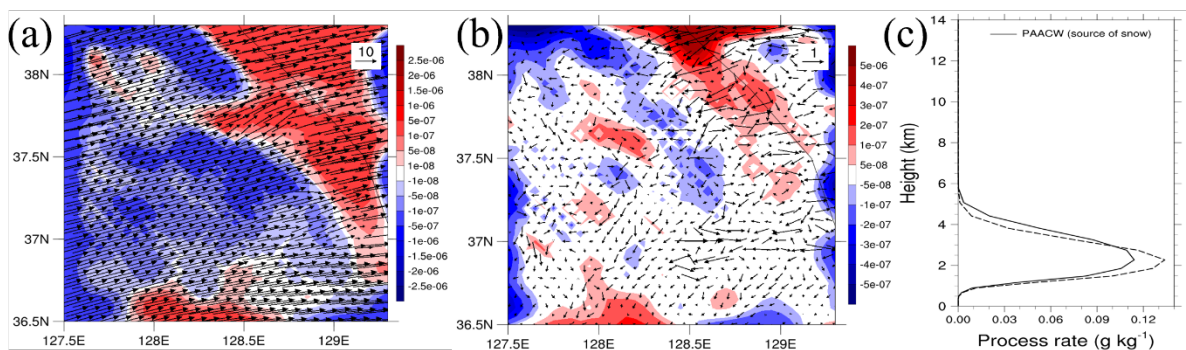 (a)
10
38N
37.5N
37N
36.5N
127.5E
128E
128.5E
129E
2.5e-06
2e-06
1.5e-06
1e-06
5e-07
1e-07
5e-08
1e-08
-1e-08
-5e-08
-1e-07
-5e-07
-1e-06
-1.5e-06
-2e-06
-2.5e-06
(b)
1
38N
37.5N
37N
36.5N
127.5E
128E
128.5E
129E
5e-06
4e-07
3e-07
2e-07
1e-07
5e-08
-5e-08
-1e-07
-2e-07
-3e-07
-4e-07
-5e-07
(c)
PAACW (source of snow)
Height (km)
14
12
10
8
6
4
2
0
0.00
0.03
0.06
0.09
0.12
Process rate (g kg⁻¹)